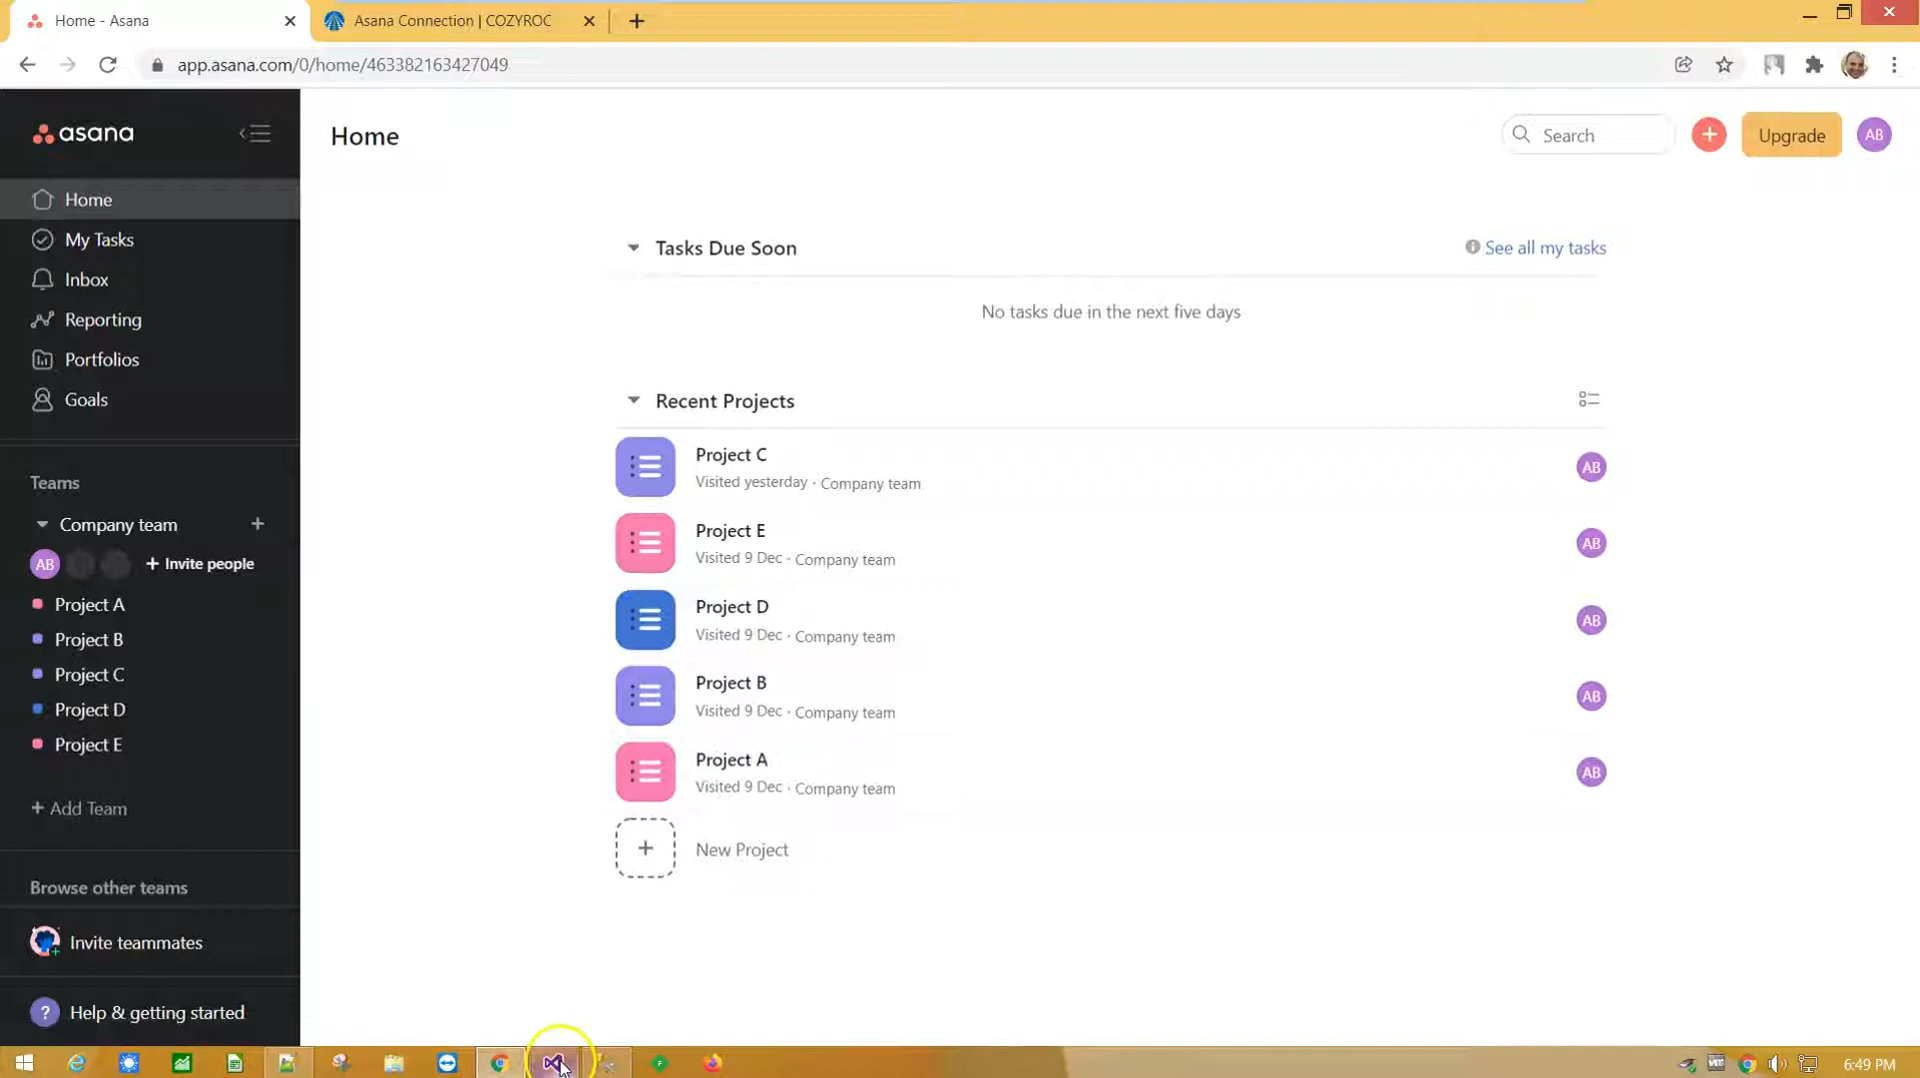 Home - Asana
Asana Connection | COZYROC
app.asana.com/0/home/463382163427049
asana
Home
Search
Upgrade
AB
Home
My Tasks
Inbox
Reporting
Portfolios
Goals
Tasks Due Soon
See all my tasks
No tasks due in the next five days
Recent Projects
Project C
Visited yesterday · Company team
AB
Project E
Visited 9 Dec · Company team
AB
Project D
Visited 9 Dec · Company team
AB
Project B
Visited 9 Dec · Company team
AB
Project A
Visited 9 Dec · Company team
AB
+ New Project
Teams
Company team +
AB
+ Invite people
Project A
Project B
Project C
Project D
Project E
+ Add Team
Browse other teams
Invite teammates
? Help & getting started
6:49 PM